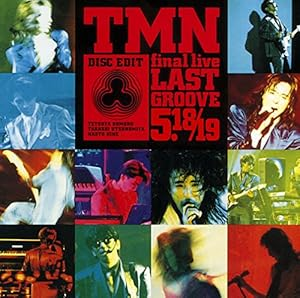 TMN
DISC EDIT
final live
LAST
GROOVE
5.18/19
TETSUYA KOMURO
TAKASHI UTSUNOMIYA
NAOTO KINE